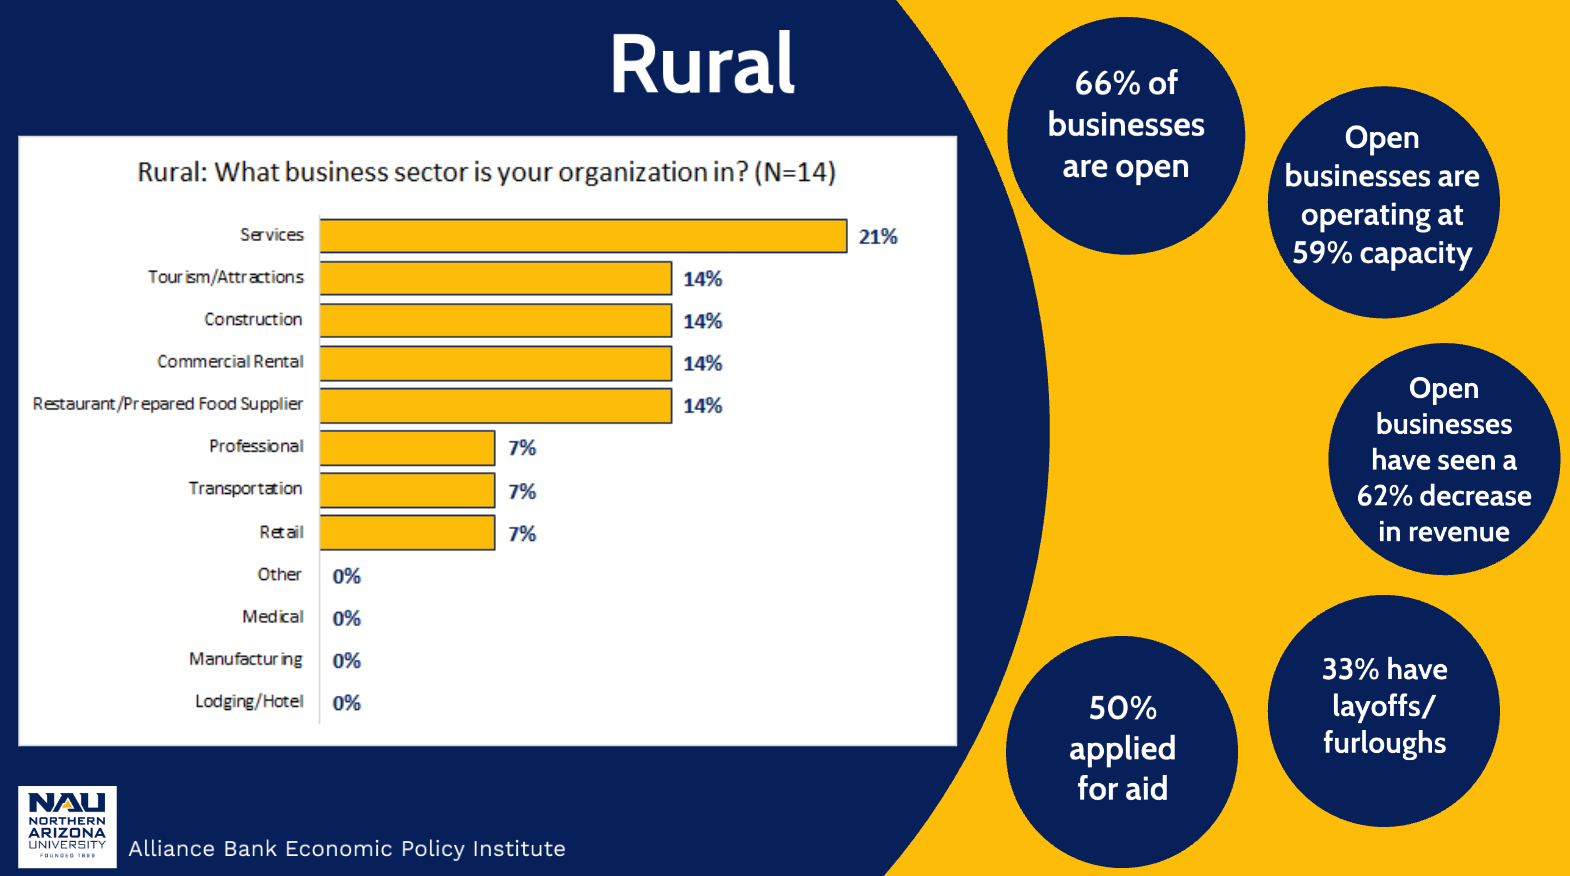 Rural
Rural: What business sector is your organization in? (N=14)
Services 21%
Tourism/Attractions 14%
Construction 14%
Commercial Rental 14%
Restaurant/Prepared Food Supplier 14%
Professional 7%
Transportation 7%
Retail 7%
Other 0%
Medical 0%
Manufacturing 0%
Lodging/Hotel 0%
66% of
businesses
are open
Open
businesses are
operating at
59% capacity
Open
businesses
have seen a
62% decrease
in revenue
33% have
layoffs/
furloughs
50%
applied
for aid
NAU
NORTHERN
ARIZONA
UNIVERSITY
FOUNDED 1899
Alliance Bank Economic Policy Institute